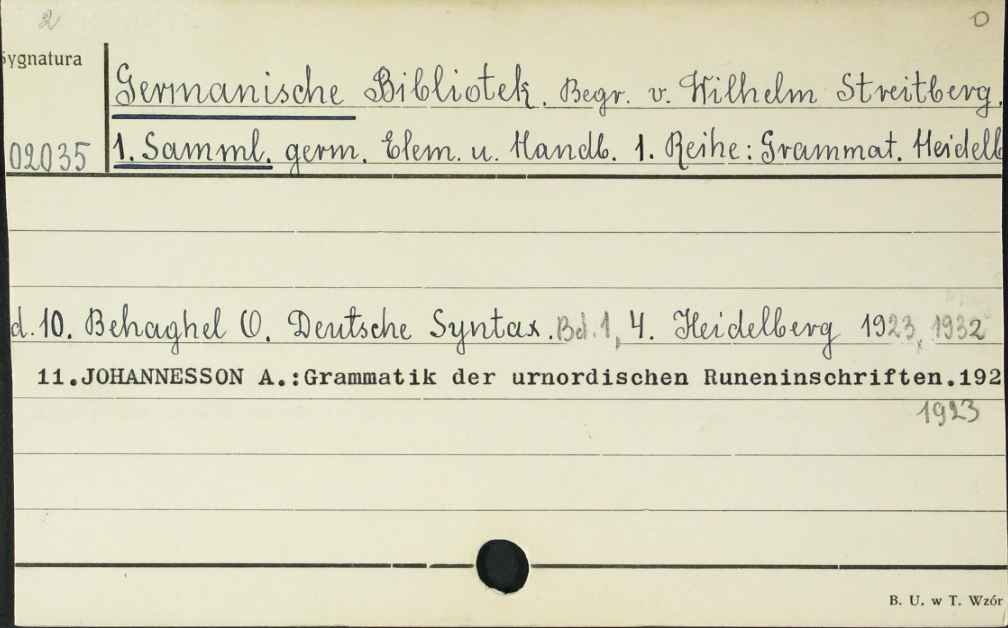 2 O
Sygnatura
Germanische Bibliotek. Begr. v. Wilhelm Streitberg.
02035 1. Samml. germ. Elem. u. Handb. 1. Reihe: Grammat. Heidelb
d. 10. Behaghel O. Deutsche Syntax. Bd. 1, 4. Heidelberg 1923, 1932
11.JOHANNESSON A.:Grammatik der urnordischen Runeninschriften.192
1923
B. U. w T. Wzór